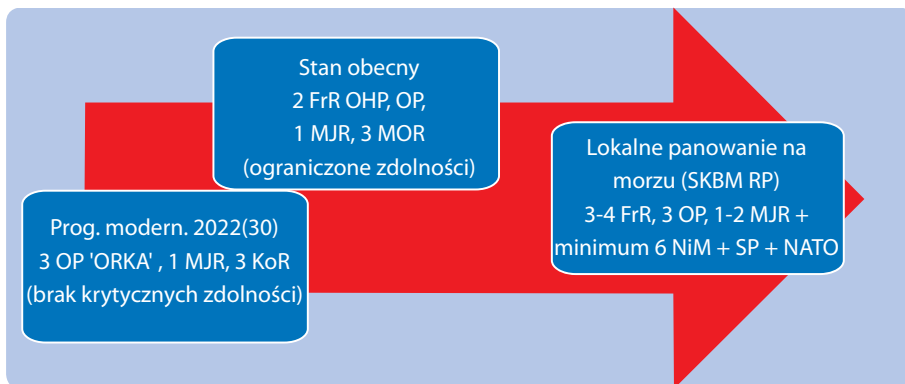 Stan obecny
2 FrR OHP, OP,
1 MJR, 3 MOR
(ograniczone zdolności)
Prog. modern. 2022(30)
3 OP 'ORKA' , 1 MJR, 3 KoR
(brak krytycznych zdolności)
Lokalne panowanie na
morzu (SKBM RP)
3-4 FrR, 3 OP, 1-2 MJR +
minimum 6 NiM + SP + NATO